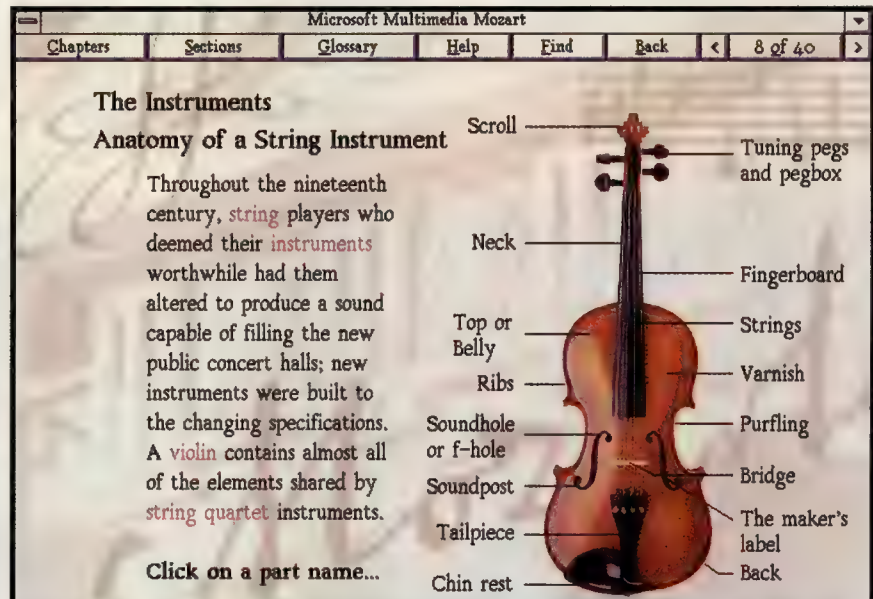 Microsoft Multimedia Mozart
Chapters Sections Glossary Help Find Back < 8 of 40 >
The Instruments
Anatomy of a String Instrument
Throughout the nineteenth
century, string players who
deemed their instruments
worthwhile had them
altered to produce a sound
capable of filling the new
public concert halls; new
instruments were built to
the changing specifications.
A violin contains almost all
of the elements shared by
string quartet instruments.
Click on a part name...
Scroll
Neck
Top or
Belly
Ribs
Soundhole
or f-hole
Soundpost
Tailpiece
Chin rest
Tuning pegs
and pegbox
Fingerboard
Strings
Varnish
Purfling
Bridge
The maker's
label
Back